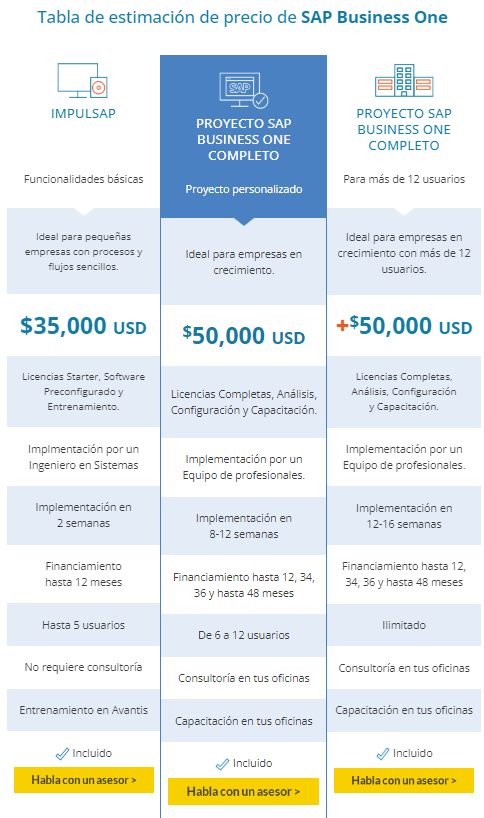 Tabla de estimación de precio de SAP Business One
IMPULSAP
Funcionalidades básicas
Ideal para pequeñas
empresas con procesos y
flujos sencillos.
$35,000 USD
Licencias Starter, Software
Preconfigurado y
Entrenamiento.
Implmentación por un
Ingeniero en Sistemas
Implementación en
2 semanas
Financiamiento
hasta 12 meses
Hasta 5 usuarios
No requiere consultoría
Entrenamiento en Avantis
Incluido
Habla con un asesor >
SAP
PROYECTO SAP
BUSINESS ONE
COMPLETO
Proyecto personalizado
Ideal para empresas en
crecimiento.
$50,000 USD
Licencias Completas, Análisis,
Configuración y Capacitación.
Implementación por un
Equipo de profesionales.
Implementación en
8-12 semanas
Financiamiento hasta 12, 34,
36 y hasta 48 meses
De 6 a 12 usuarios
Consultoría en tus oficinas
Capacitación en tus oficinas
Incluido
Habla con un asesor >
PROYECTO SAP
BUSINESS ONE
COMPLETO
Para más de 12 usuarios
Ideal para empresas en
crecimiento con más de 12
usuarios.
+$50,000 USD
Licencias Completas,
Análisis, Configuración
y Capacitación.
Implementación por un
Equipo de profesionales.
Implementación en
12-16 semanas
Financiamiento hasta 12,
34, 36 y hasta 48 meses
Ilimitado
Consultoría en tus oficinas
Capacitación en tus oficinas
Incluido
Habla con un asesor >